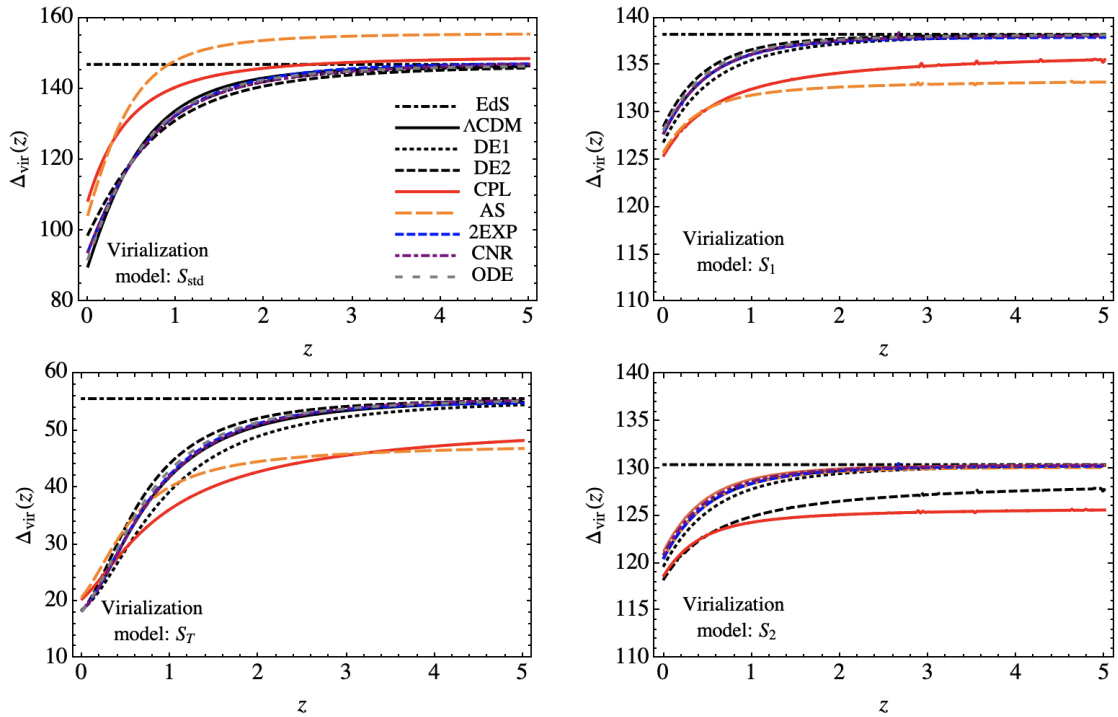 160
140
120
100
80
Δvir(z)
EdS
ΛCDM
DE1
DE2
CPL
AS
2EXP
CNR
ODE
Virialization
model: Sstd
0 1 2 3 4 5
z
140
135
130
125
120
115
110
Δvir(z)
Virialization
model: S1
0 1 2 3 4 5
z
60
50
40
30
20
10
Δvir(z)
Virialization
model: ST
0 1 2 3 4 5
z
140
135
130
125
120
115
110
Δvir(z)
Virialization
model: S2
0 1 2 3 4 5
z